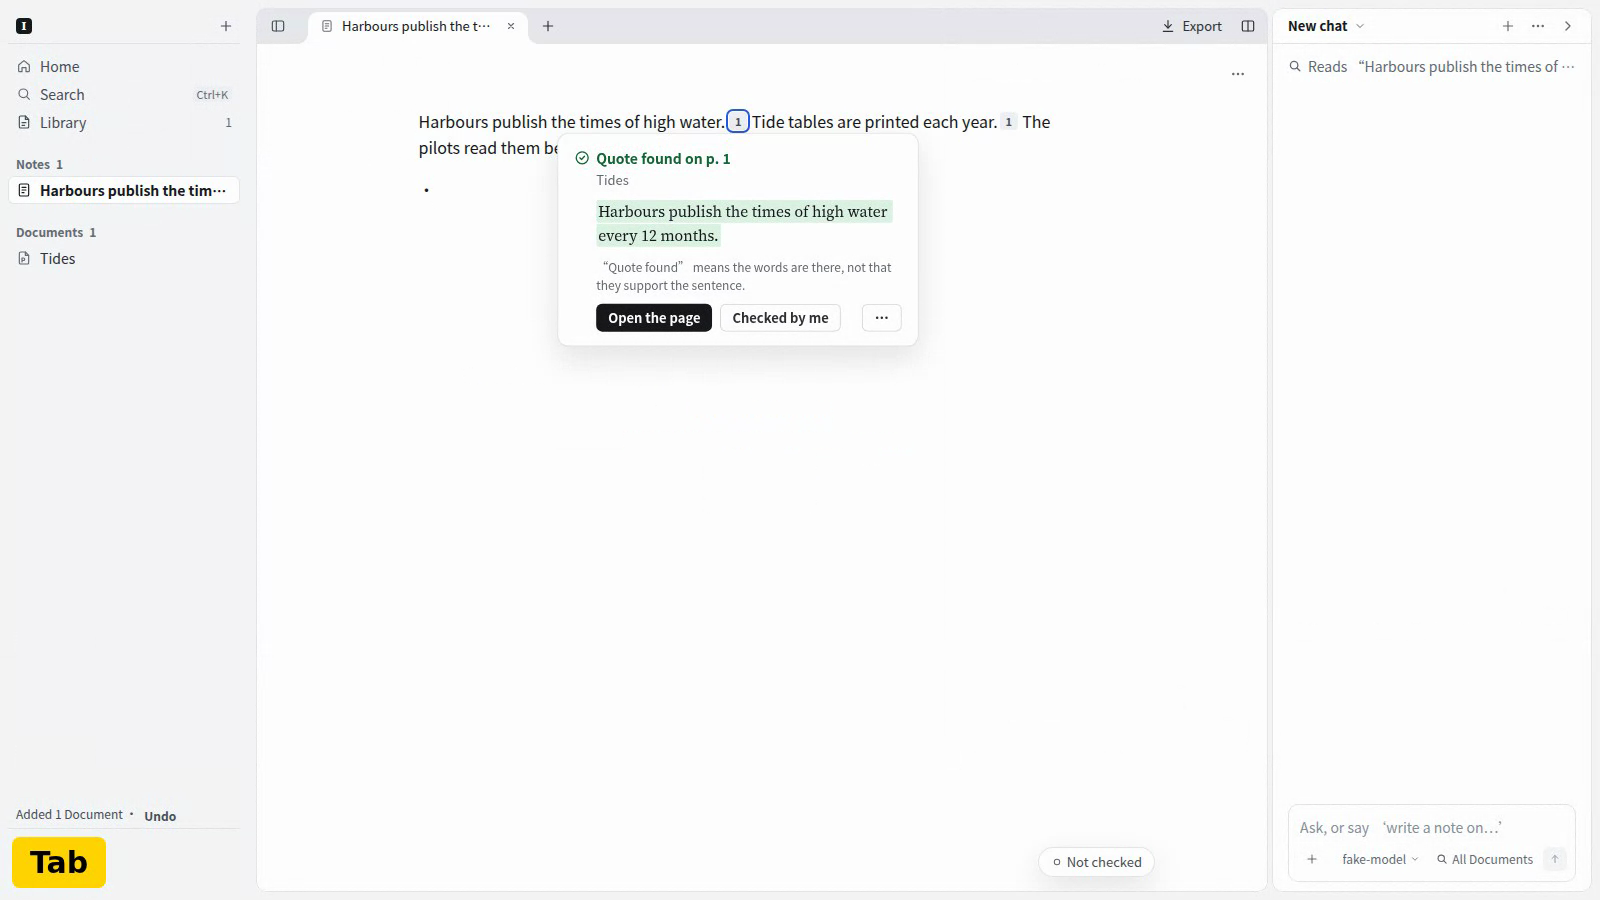 I
Home
Search Ctrl+K
Library 1
Notes 1
Harbours publish the tim···
Documents 1
Tides
Added 1 Document · Undo
Tab
Harbours publish the t···
Export
Harbours publish the times of high water. 1 Tide tables are printed each year. 1 The
pilots read them be
•
Quote found on p. 1
Tides
Harbours publish the times of high water
every 12 months.
“Quote found” means the words are there, not that
they support the sentence.
Open the page Checked by me ···
Not checked
New chat
Reads “Harbours publish the times of ···
Ask, or say ‘write a note on…’
fake-model All Documents